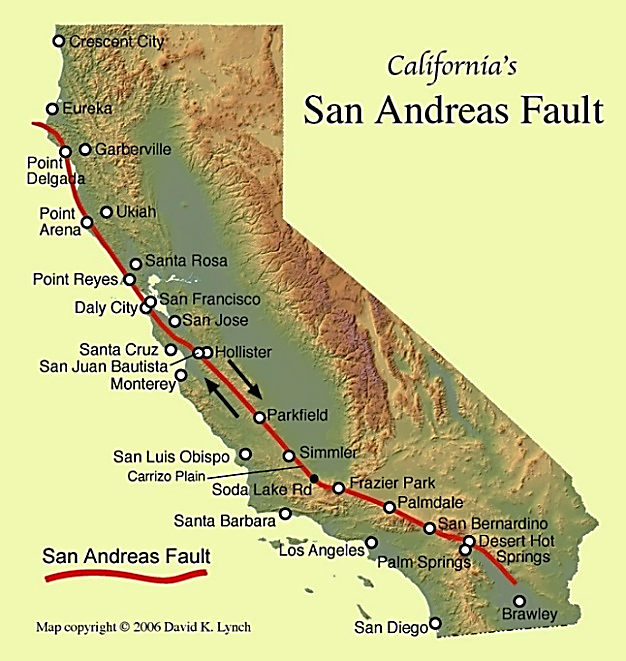 California's
San Andreas Fault
Crescent City
Eureka
Garberville
Point
Delgada
Ukiah
Point
Arena
Santa Rosa
Point Reyes
San Francisco
Daly City
San Jose
Santa Cruz
Hollister
San Juan Bautista
Monterey
Parkfield
San Luis Obispo
Simmler
Carrizo Plain
Soda Lake Rd
Frazier Park
Palmdale
Santa Barbara
San Bernardino
Los Angeles
Desert Hot
Springs
Palm Springs
San Andreas Fault
Brawley
San Diego
Map copyright © 2006 David K. Lynch